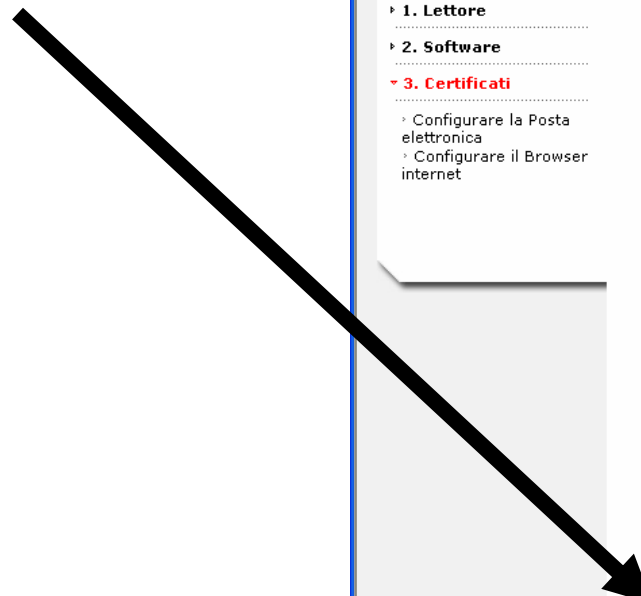 1. Lettore
2. Software
3. Certificati
Configurare la Posta
elettronica
Configurare il Browser
internet